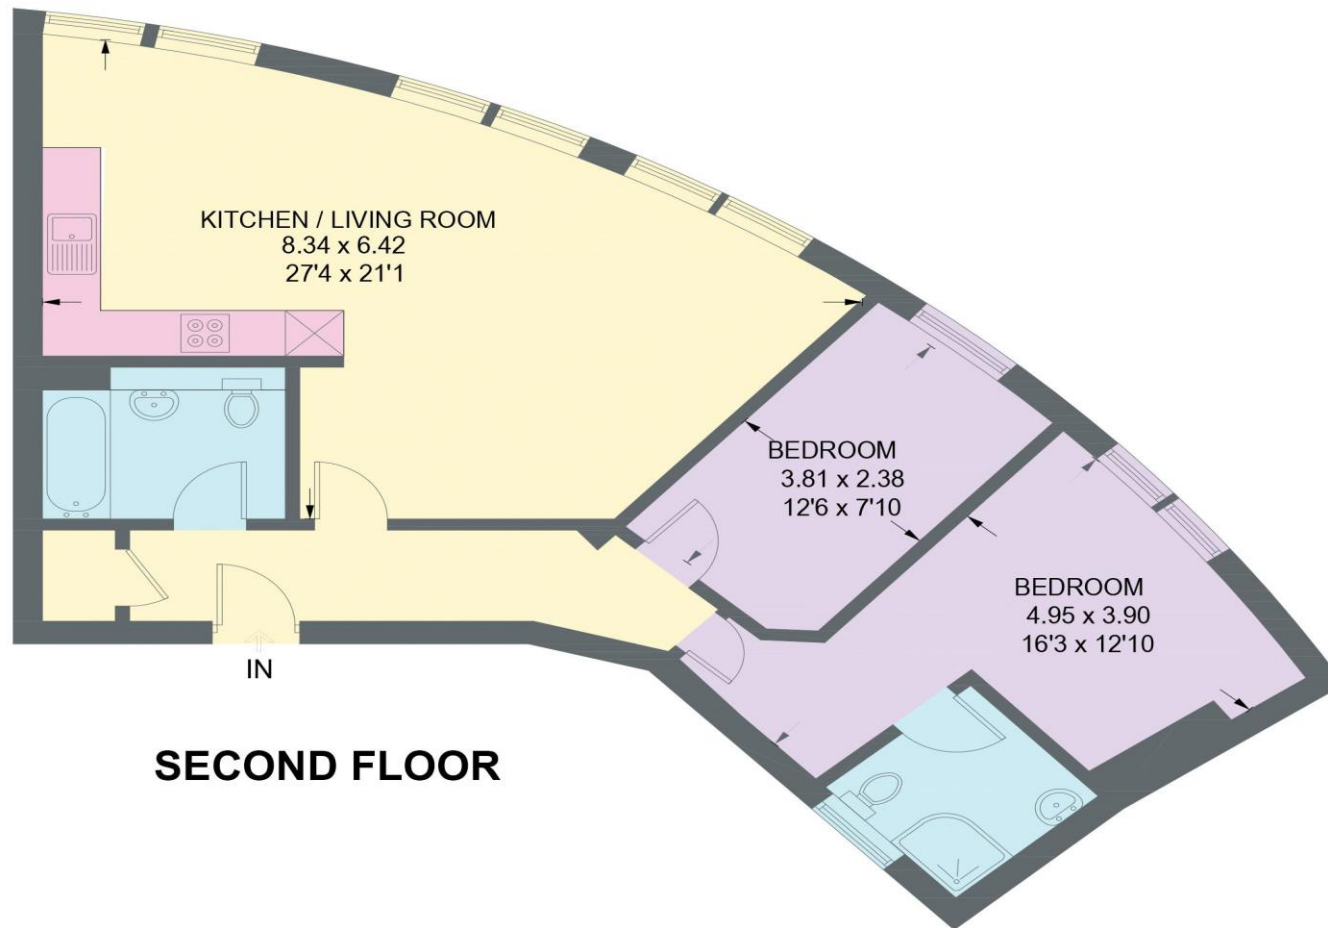 KITCHEN / LIVING ROOM
8.34 x 6.42
27'4 x 21'1
BEDROOM
3.81 x 2.38
12'6 x 7'10
BEDROOM
4.95 x 3.90
16'3 x 12'10
IN
SECOND FLOOR